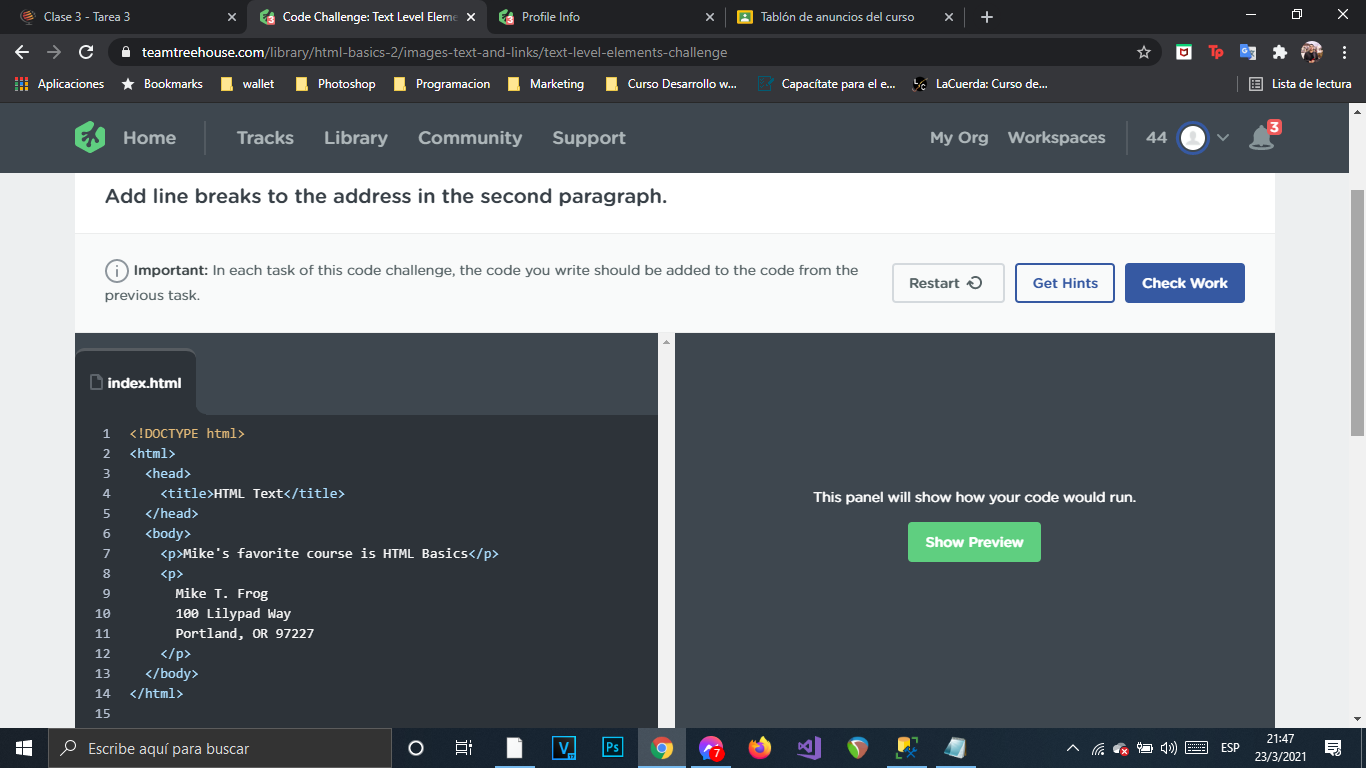 Clase 3 - Tarea 3
Code Challenge: Text Level Eleme
Profile Info
Tablón de anuncios del curso
teamtreehouse.com/library/html-basics-2/images-text-and-links/text-level-elements-challenge
Aplicaciones
Bookmarks
wallet
Photoshop
Programacion
Marketing
Curso Desarrollo w...
Capacítate para el e...
LaCuerda: Curso de...
Lista de lectura
Home
Tracks
Library
Community
Support
My Org
Workspaces
44
3
Add line breaks to the address in the second paragraph.
Important: In each task of this code challenge, the code you write should be added to the code from the
previous task.
Restart
Get Hints
Check Work
index.html
1 <!DOCTYPE html>
2 <html>
3 <head>
4 <title>HTML Text</title>
5 </head>
6 <body>
7 <p>Mike's favorite course is HTML Basics</p>
8 <p>
9 Mike T. Frog
10 100 Lilypad Way
11 Portland, OR 97227
12 </p>
13 </body>
14 </html>
15
This panel will show how your code would run.
Show Preview
Escribe aquí para buscar
Ps
7
ESP
21:47
23/3/2021